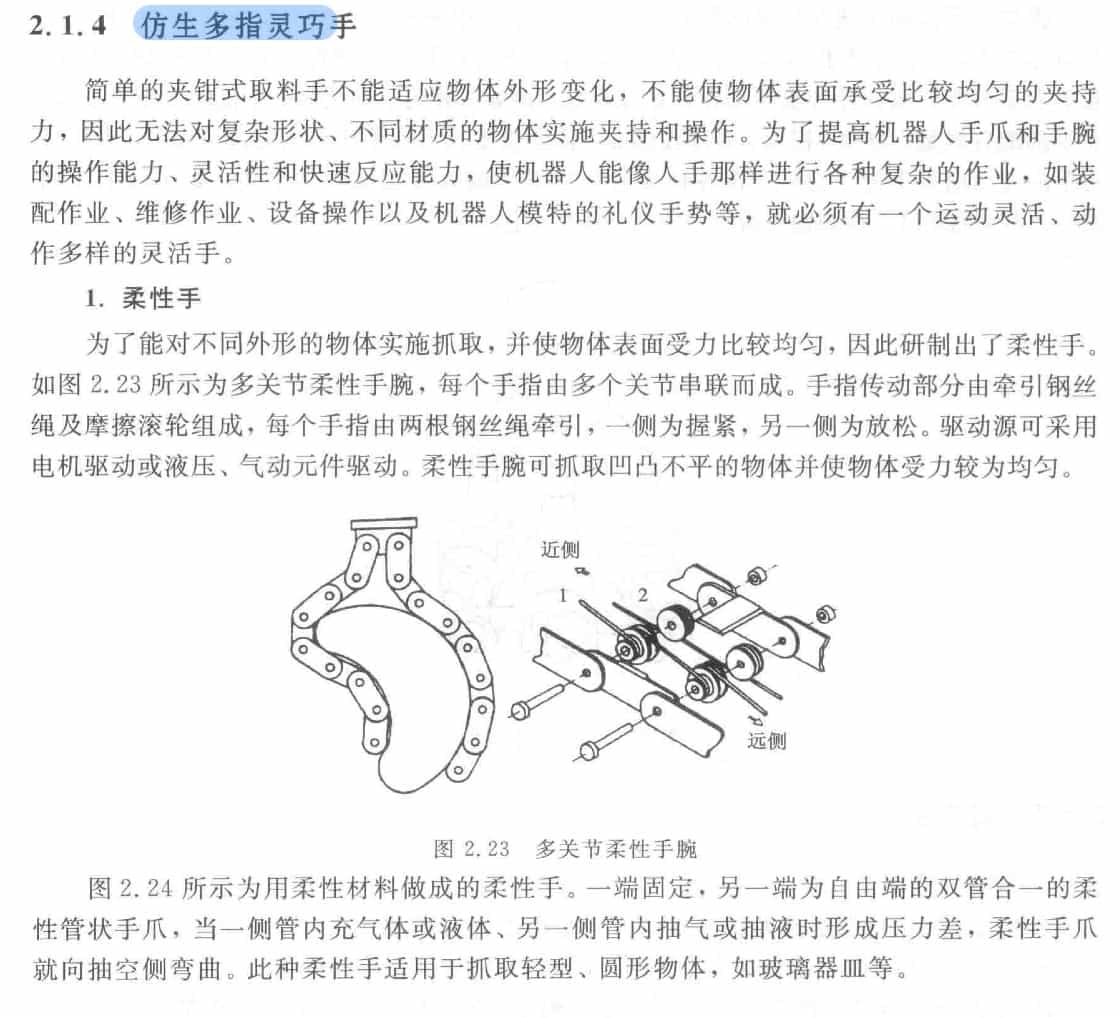 2.1.4 仿生多指灵巧手
简单的夹钳式取料手不能适应物体外形变化，不能使物体表面承受比较均匀的夹持
力，因此无法对复杂形状、不同材质的物体实施夹持和操作。为了提高机器人手爪和手腕
的操作能力、灵活性和快速反应能力，使机器人能像人手那样进行各种复杂的作业，如装
配作业、维修作业、设备操作以及机器人模特的礼仪手势等，就必须有一个运动灵活、动
作多样的灵活手。
1. 柔性手
为了能对不同外形的物体实施抓取，并使物体表面受力比较均匀，因此研制出了柔性手。
如图 2.23 所示为多关节柔性手腕，每个手指由多个关节串联而成。手指传动部分由牵引钢丝
绳及摩擦滚轮组成，每个手指由两根钢丝绳牵引，一侧为握紧，另一侧为放松。驱动源可采用
电机驱动或液压、气动元件驱动。柔性手腕可抓取凹凸不平的物体并使物体受力较为均匀。
近侧
1
2
远侧
图 2.23 多关节柔性手腕
图 2.24 所示为用柔性材料做成的柔性手。一端固定，另一端为自由端的双管合一的柔
性管状手爪，当一侧管内充气体或液体、另一侧管内抽气或抽液时形成压力差，柔性手爪
就向抽空侧弯曲。此种柔性手适用于抓取轻型、圆形物体，如玻璃器皿等。